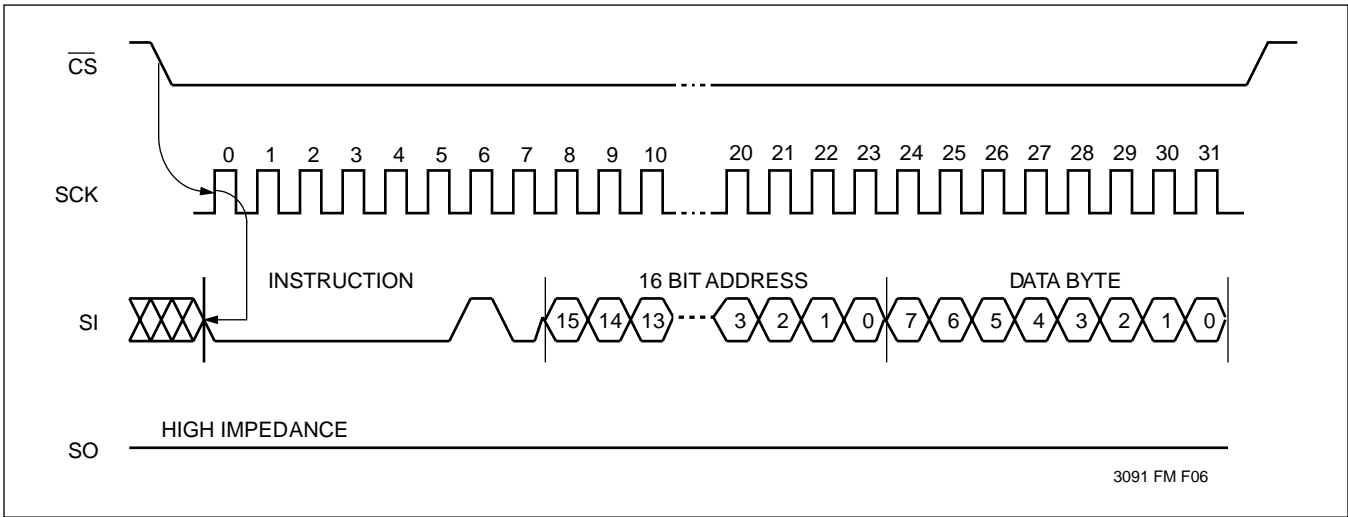 CS
0 1 2 3 4 5 6 7 8 9 10 20 21 22 23 24 25 26 27 28 29 30 31
SCK
INSTRUCTION 16 BIT ADDRESS DATA BYTE
SI 15 14 13 3 2 1 0 7 6 5 4 3 2 1 0
HIGH IMPEDANCE
SO
3091 FM F06